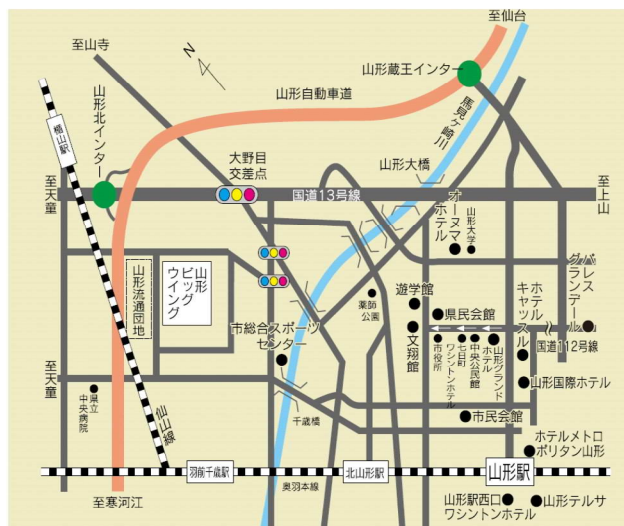 至仙台
至山寺
N
山形蔵王インター
山形自動車道
馬見ヶ崎川
楯山駅
山形北インター
大野目
交差点
山形大橋
至天童
国道13号線
至上山
オーヌマ
ホテル
山形大学
山形流通団地
山形
ビッグ
ウイング
薬師
公園
遊学館
県民会館
文翔館
ホテル
キャッスル
パレス
グランデール
国道112号線
市総合スポーツ
センター
市役所
七日町
ワシントンホテル
中央公民館
山形グランド
ホテル
至天童
県立
中央病院
仙山線
千歳橋
山形国際ホテル
市民会館
ホテルメトロ
ポリタン山形
羽前千歳駅
北山形駅
山形駅
奥羽本線
至寒河江
山形駅西口
ワシントンホテル
山形テルサ